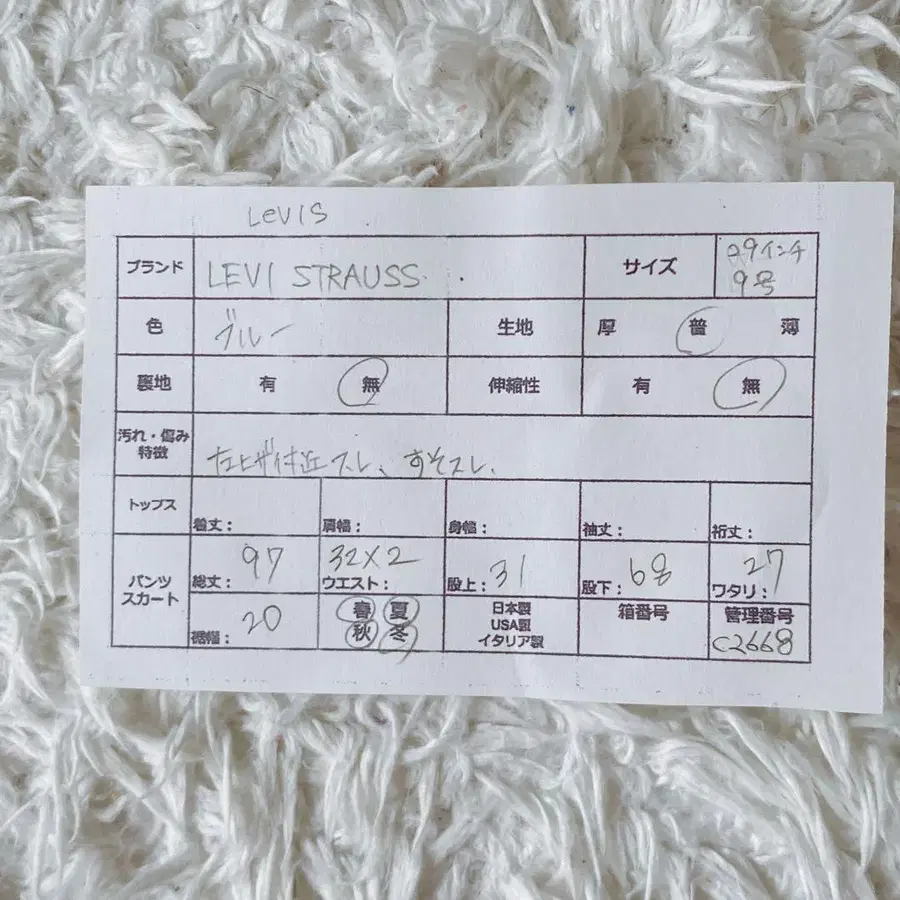 LEVIS
ブランド LEVI STRAUSS サイズ 29インチ
9号
色 ブルー 生地 厚 普 薄
裏地 有 無 伸縮性 有 無
汚れ・傷み
特徴 左ヒザ付近スレ、すそスレ、
トップス 着丈: 肩幅: 身幅: 袖丈: 裄丈:
パンツ
スカート 総丈: 97 ウエスト: 32×2 股上: 31 股下: 68 ワタリ: 27
裾幅: 20 春 夏
秋 冬 日本製
USA製
イタリア製 箱番号 管理番号
C2668